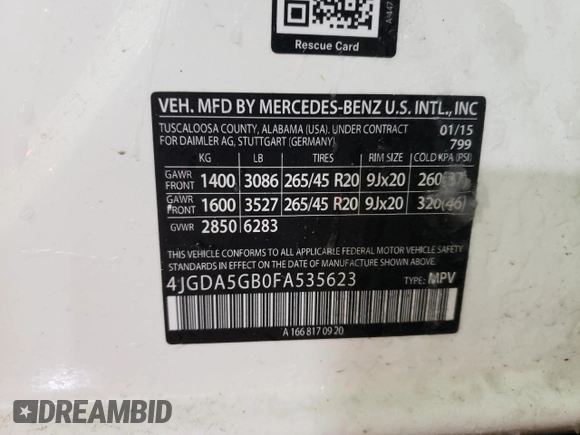 A/447
Rescue Card
VEH. MFD BY MERCEDES-BENZ U.S. INTL., INC
TUSCALOOSA COUNTY, ALABAMA (USA). UNDER CONTRACT 01/15
FOR DAIMLER AG, STUTTGART (GERMANY) 799
KG LB TIRES RIM SIZE COLD KPA (PSI)
GAWR FRONT 1400 3086 265/45 R20 9Jx20 260(37)
GAWR FRONT 1600 3527 265/45 R20 9Jx20 320(46)
GVWR 2850 6283
THIS VEHICLE CONFORMS TO ALL APPLICABLE FEDERAL MOTOR VEHICLE SAFETY
STANDARDS IN EFFECT ON THE DATE OF MANUFACTURE SHOWN ABOVE.
4JGDA5GB0FA535623 TYPE: MPV
A 166 817 09 20
DREAMBID